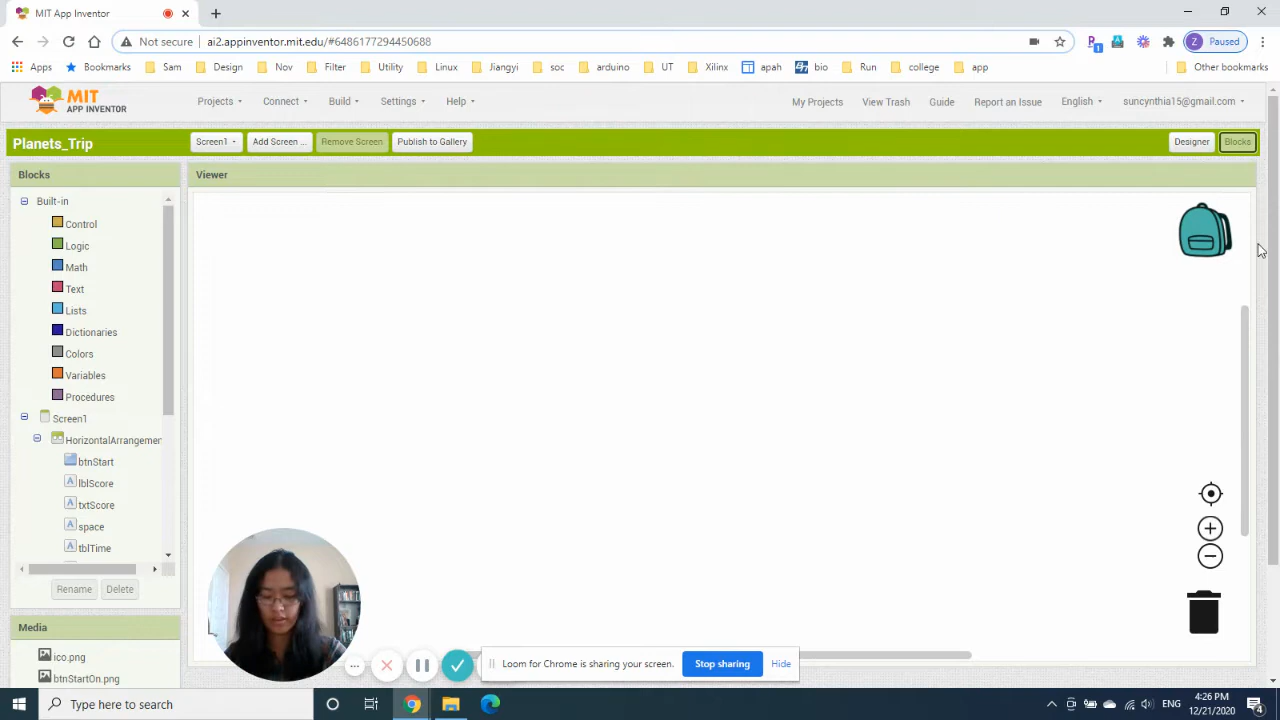 MIT App Inventor
Not secure
ai2.appinventor.mit.edu/#6486177294450688
1
Z
Paused
Apps
Bookmarks
Sam
Design
Nov
Filter
Utility
Linux
Jiangyi
soc
arduino
UT
Xilinx
apah
bio
Run
college
app
Other bookmarks
MIT
APP INVENTOR
Projects
Connect
Build
Settings
Help
My Projects
View Trash
Guide
Report an Issue
English
suncynthia15@gmail.com
Planets_Trip
Screen1
Add Screen ...
Remove Screen
Publish to Gallery
Designer
Blocks
Blocks
Viewer
Built-in
Control
Logic
Math
Text
Lists
Dictionaries
Colors
Variables
Procedures
Screen1
HorizontalArrangemen
btnStart
A lblScore
A txtScore
A space
A tblTime
Rename
Delete
Media
ico.png
btnStartOn.png
Loom for Chrome is sharing your screen.
Stop sharing
Hide
Type here to search
ENG
4:26 PM
12/21/2020
4